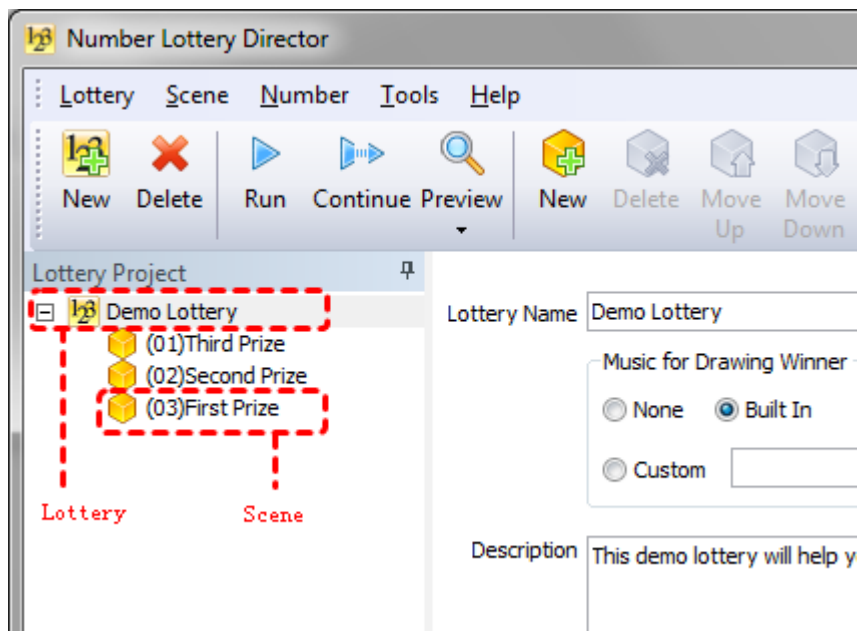 Number Lottery Director
Lottery Scene Number Tools Help
New Delete Run Continue Preview New Delete Move Up Move Down
Lottery Project
Demo Lottery
(01)Third Prize
(02)Second Prize
(03)First Prize
Lottery Scene
Lottery Name Demo Lottery
Music for Drawing Winner
None Built In
Custom
Description This demo lottery will help